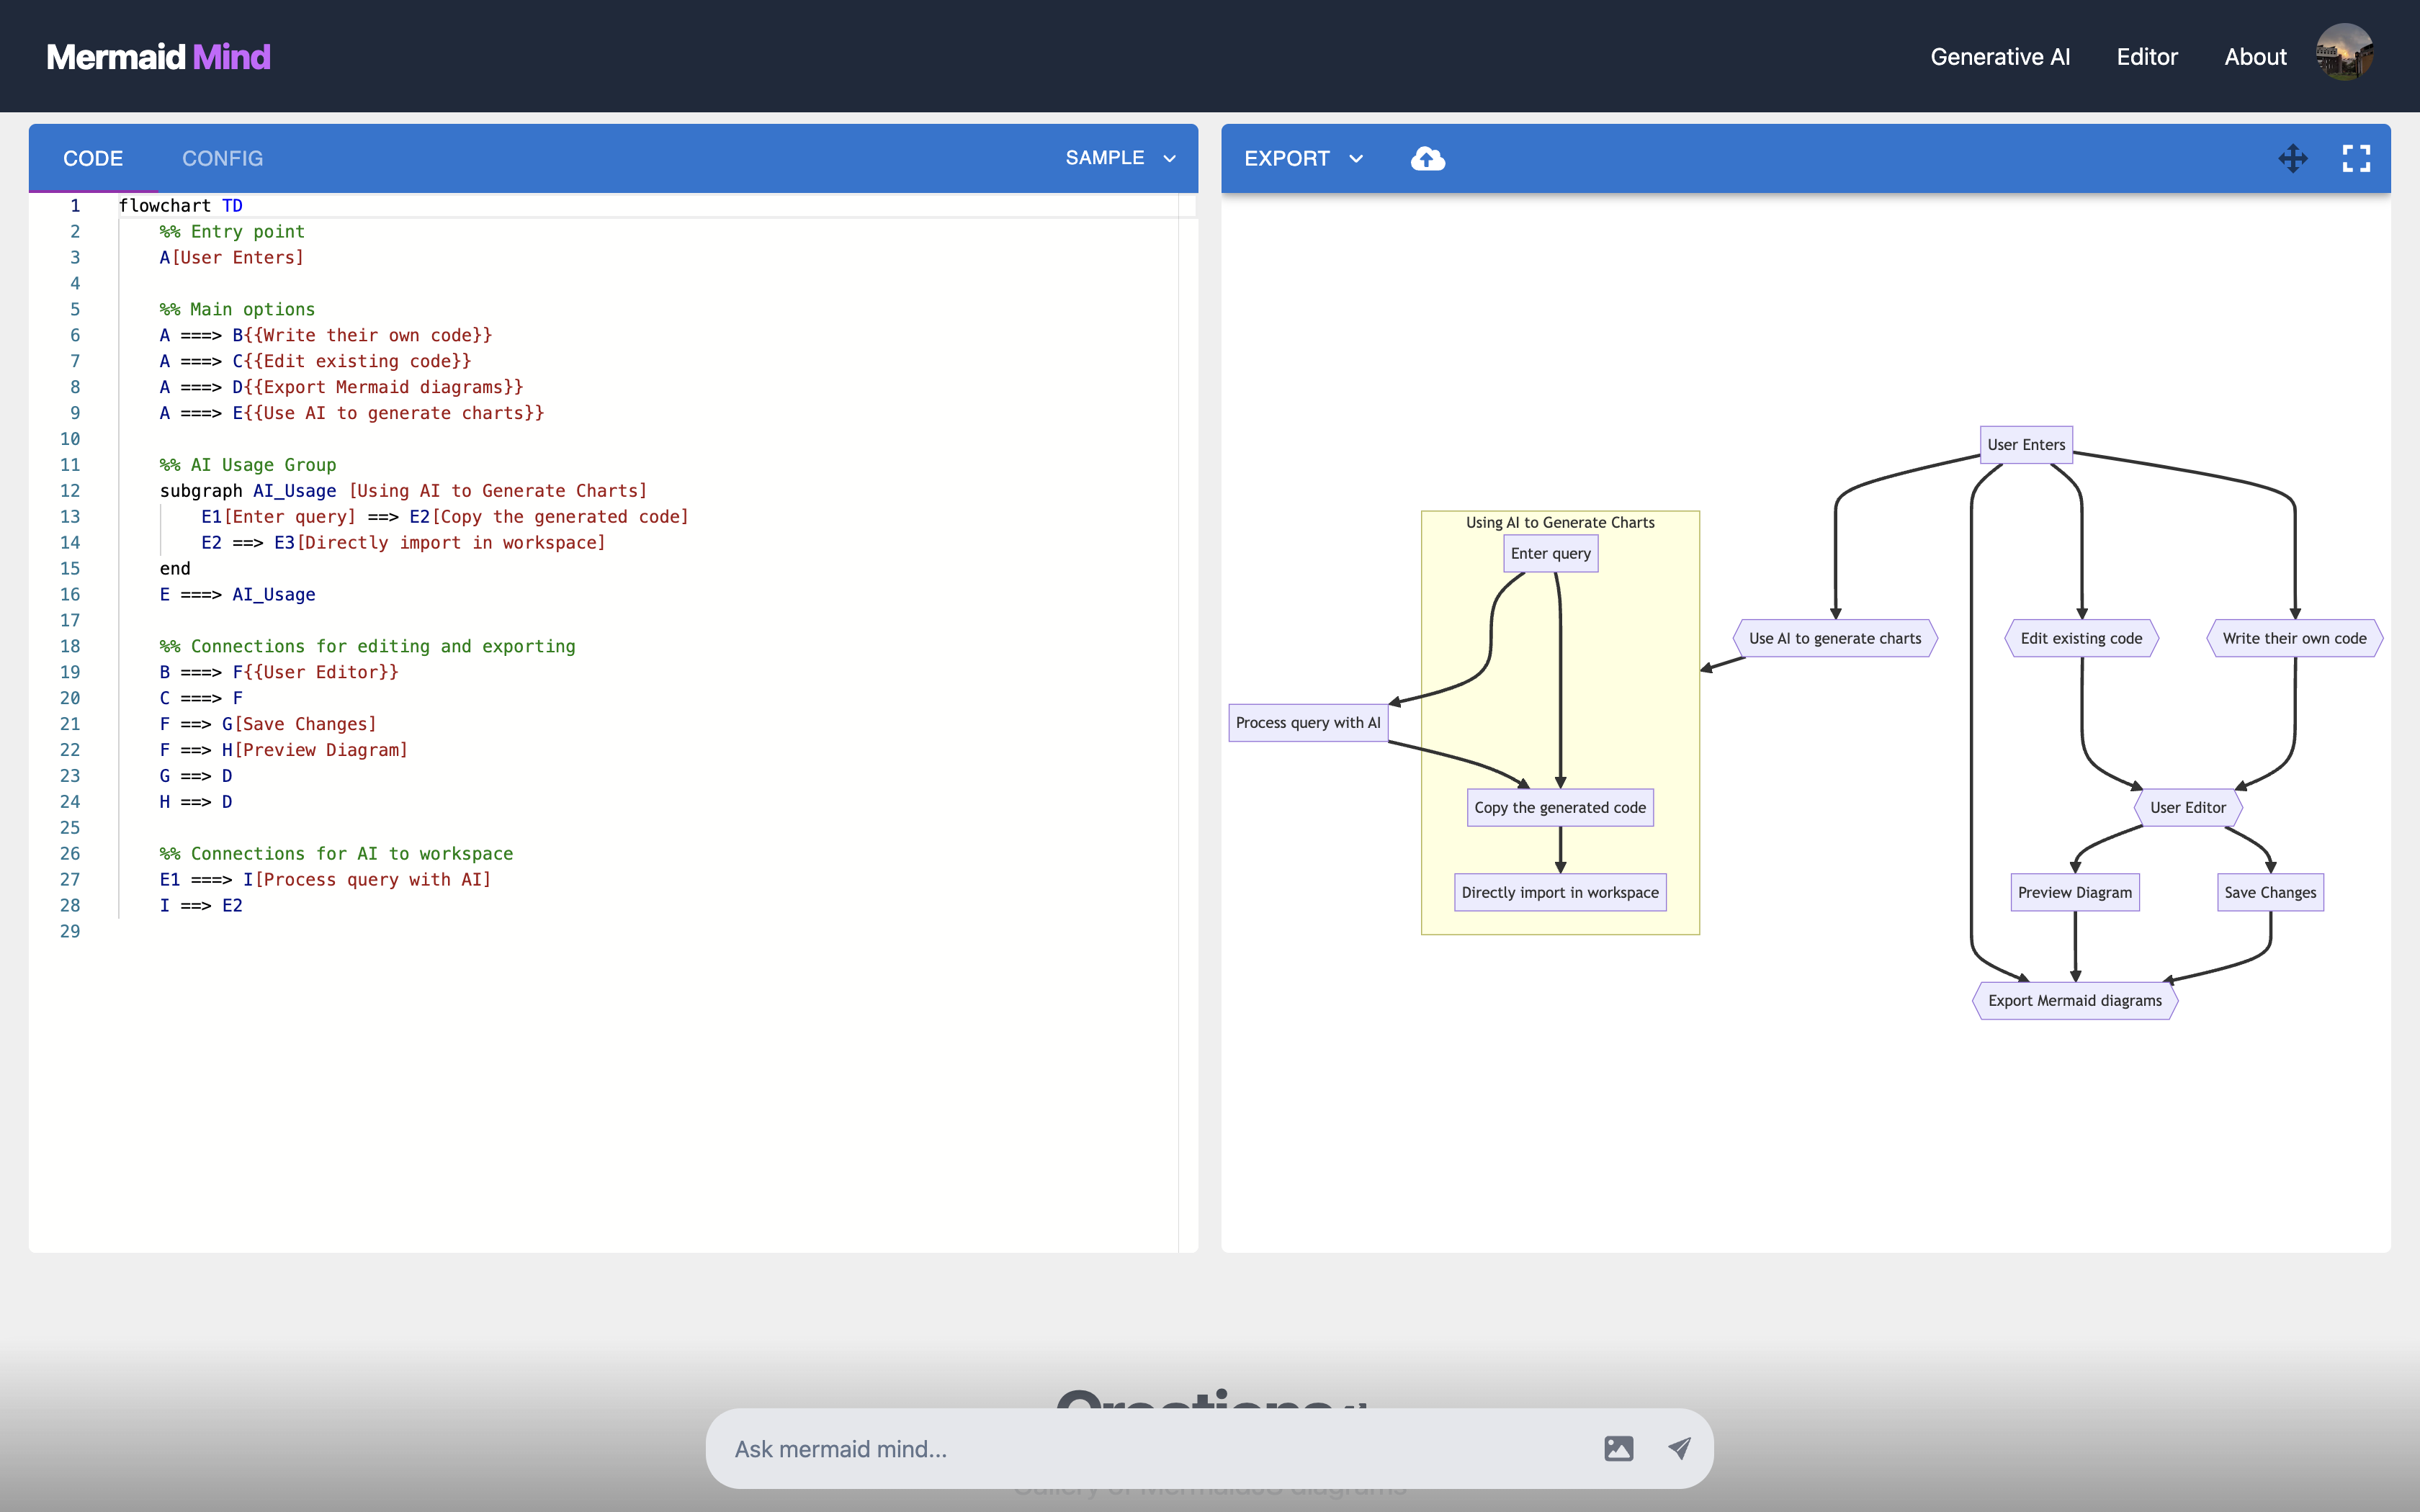 Mermaid Mind
Generative AI
Editor
About
CODE
CONFIG
SAMPLE
1 flowchart TD
2 %% Entry point
3 A[User Enters]
4
5 %% Main options
6 A ===> B{{Write their own code}}
7 A ===> C{{Edit existing code}}
8 A ===> D{{Export Mermaid diagrams}}
9 A ===> E{{Use AI to generate charts}}
10
11 %% AI Usage Group
12 subgraph AI_Usage [Using AI to Generate Charts]
13 E1[Enter query] ==> E2[Copy the generated code]
14 E2 ==> E3[Directly import in workspace]
15 end
16 E ===> AI_Usage
17
18 %% Connections for editing and exporting
19 B ===> F{{User Editor}}
20 C ===> F
21 F ==> G[Save Changes]
22 F ==> H[Preview Diagram]
23 G ==> D
24 H ==> D
25
26 %% Connections for AI to workspace
27 E1 ===> I[Process query with AI]
28 I ==> E2
29
EXPORT
User Enters
Using AI to Generate Charts
Enter query
Use AI to generate charts
Edit existing code
Write their own code
Process query with AI
Copy the generated code
User Editor
Directly import in workspace
Preview Diagram
Save Changes
Export Mermaid diagrams
Creations
Ask mermaid mind...
Gallery of MermaidJS diagrams